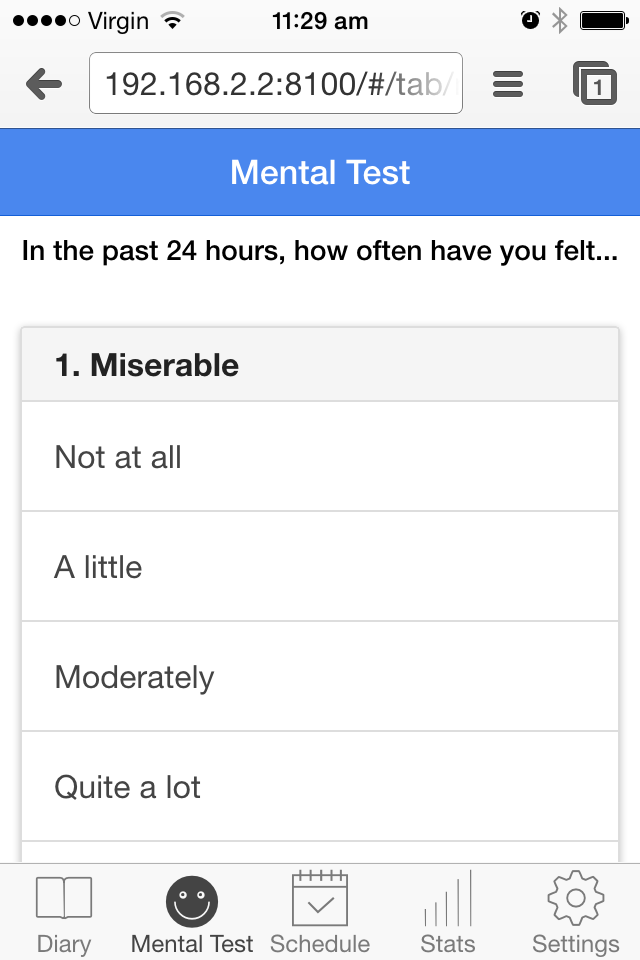 Virgin 11:29 am
192.168.2.2:8100/#/tab/
1
Mental Test
In the past 24 hours, how often have you felt...
1. Miserable
Not at all
A little
Moderately
Quite a lot
Diary Mental Test Schedule Stats Settings